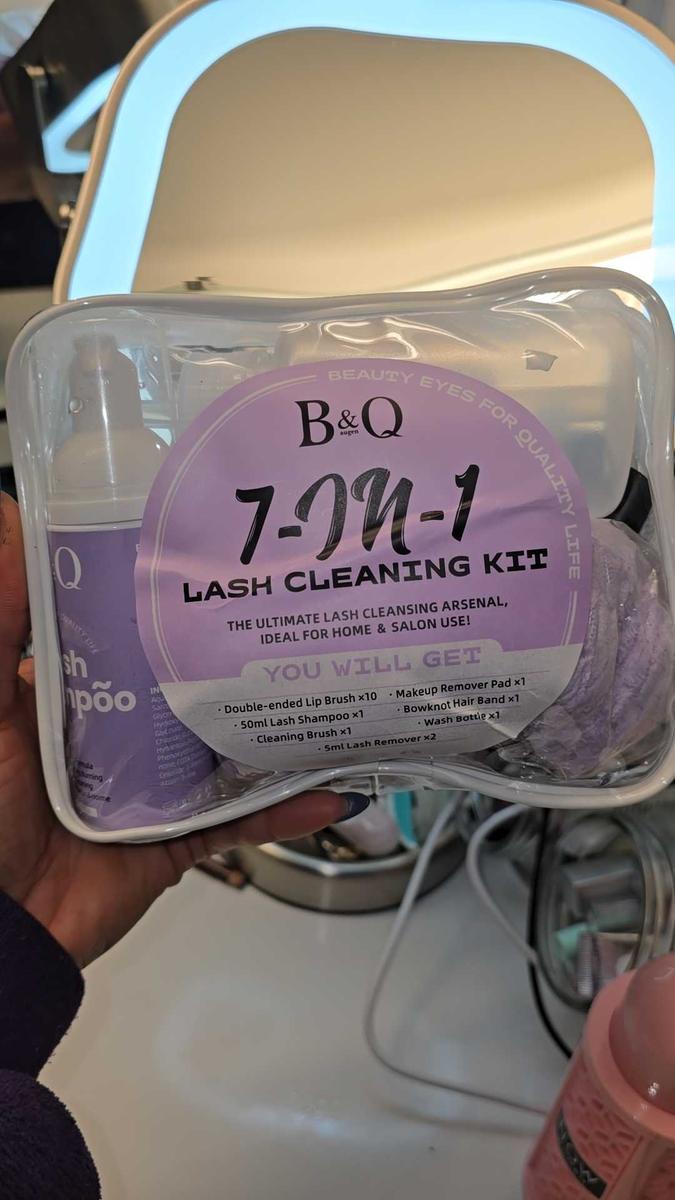 BEAUTY EYES FOR QUALITY LIFE
B&Q
augen
7-IN-1
LASH CLEANING KIT
THE ULTIMATE LASH CLEANSING ARSENAL,
IDEAL FOR HOME & SALON USE!
YOU WILL GET
· Double-ended Lip Brush ×10
· Makeup Remover Pad ×1
· 50ml Lash Shampoo ×1
· Bowknot Hair Band ×1
· Cleaning Brush ×1
· Wash Bottle ×1
· 5ml Lash Remover ×2
Q
sh
mpõo